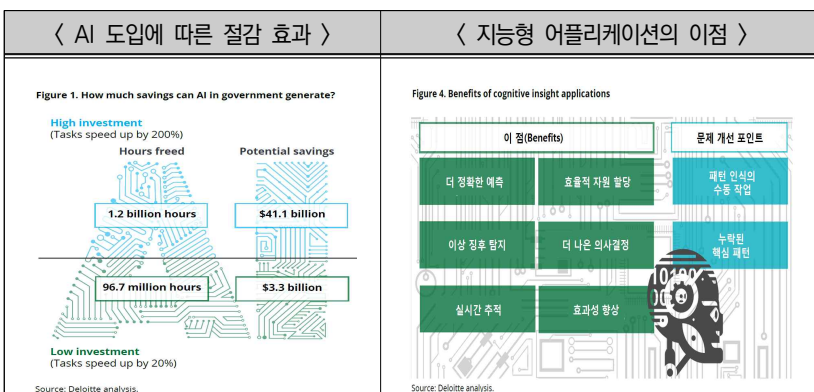 〈 AI 도입에 따른 절감 효과 〉
〈 지능형 어플리케이션의 이점 〉
Figure 1. How much savings can AI in government generate?
High investment
(Tasks speed up by 200%)
Hours freed
Potential savings
1.2 billion hours
$41.1 billion
96.7 million hours
$3.3 billion
Low investment
(Tasks speed up by 20%)
Source: Deloitte analysis.
Figure 4. Benefits of cognitive insight applications
이 점(Benefits)
문제 개선 포인트
더 정확한 예측
효율적 자원 할당
패턴 인식의
수동 작업
이상 징후 탐지
더 나은 의사결정
누락된
핵심 패턴
실시간 추적
효과성 향상
Source: Deloitte analysis.